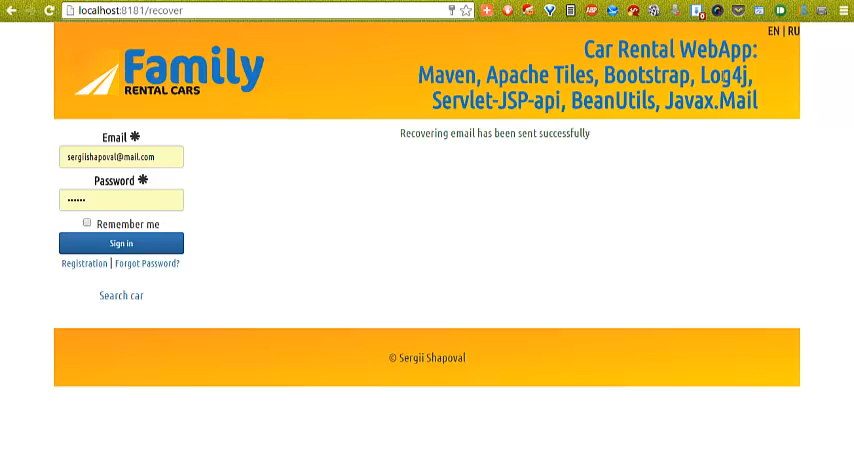 localhost:8181/recover
EN | RU
Family
RENTAL CARS
Car Rental WebApp:
Maven, Apache Tiles, Bootstrap, Log4j,
Servlet-JSP-api, BeanUtils, Javax.Mail
Email ✱
sergiishapoval@mail.com
Password ✱
••••••
Remember me
Sign in
Registration | Forgot Password?
Search car
Recovering email has been sent successfully
© Sergii Shapoval